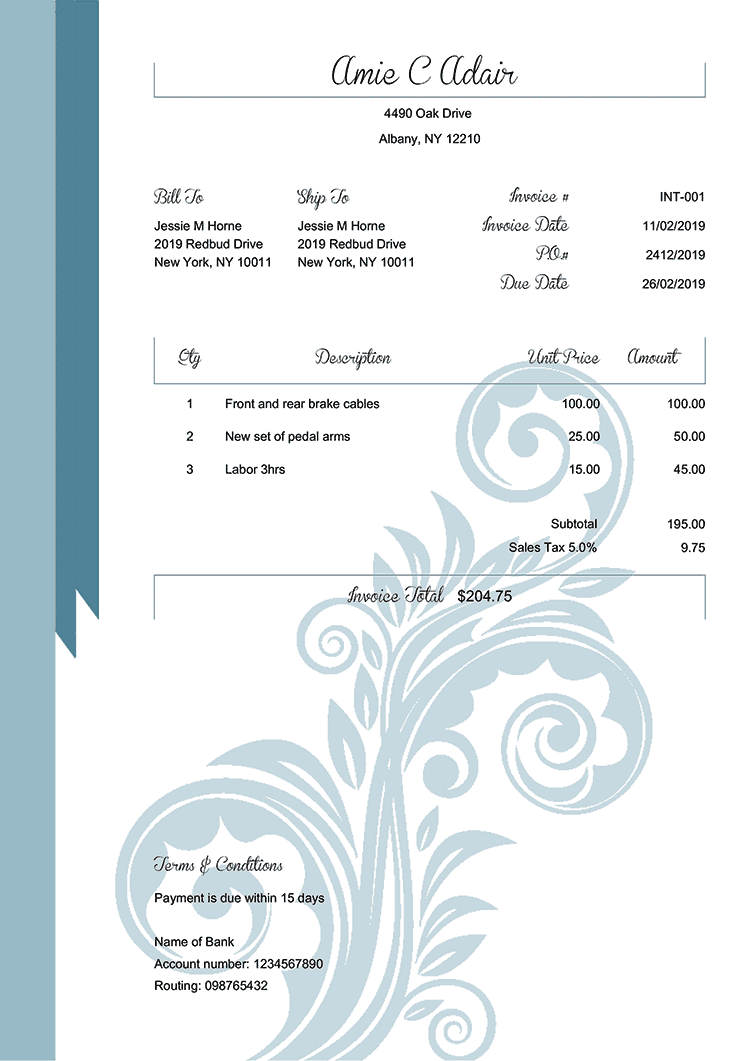 Amie C Adair
4490 Oak Drive
Albany, NY 12210
Bill To Ship To Invoice # INT-001
Jessie M Horne Jessie M Horne Invoice Date 11/02/2019
2019 Redbud Drive 2019 Redbud Drive P.O.# 2412/2019
New York, NY 10011 New York, NY 10011 Due Date 26/02/2019
Qty Description Unit Price Amount
1 Front and rear brake cables 100.00 100.00
2 New set of pedal arms 25.00 50.00
3 Labor 3hrs 15.00 45.00
Subtotal 195.00
Sales Tax 5.0% 9.75
Invoice Total $204.75
Terms & Conditions
Payment is due within 15 days
Name of Bank
Account number: 1234567890
Routing: 098765432